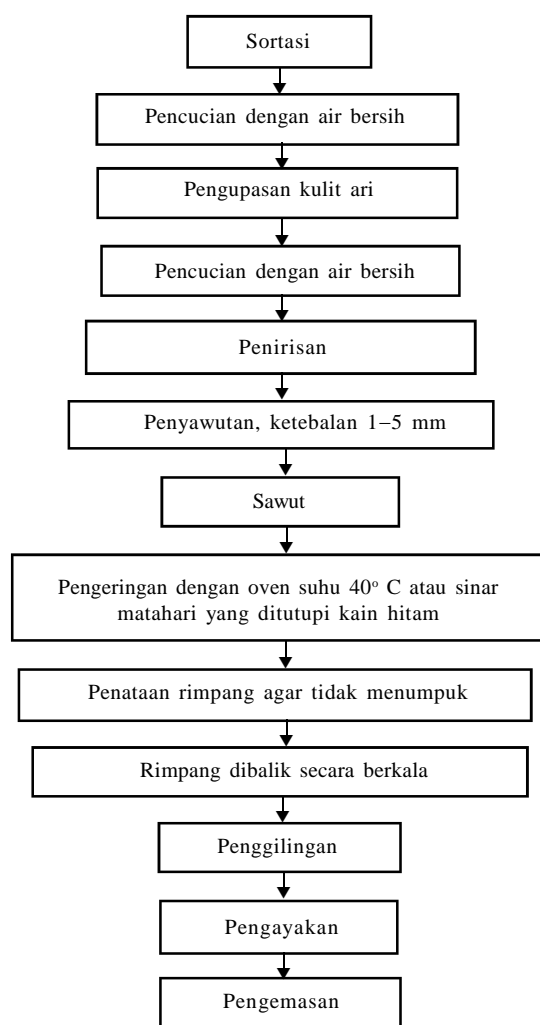 Sortasi
Pencucian dengan air bersih
Pengupasan kulit ari
Pencucian dengan air bersih
Penirisan
Penyawutan, ketebalan 1–5 mm
Sawut
Pengeringan dengan oven suhu 40° C atau sinar
matahari yang ditutupi kain hitam
Penataan rimpang agar tidak menumpuk
Rimpang dibalik secara berkala
Penggilingan
Pengayakan
Pengemasan